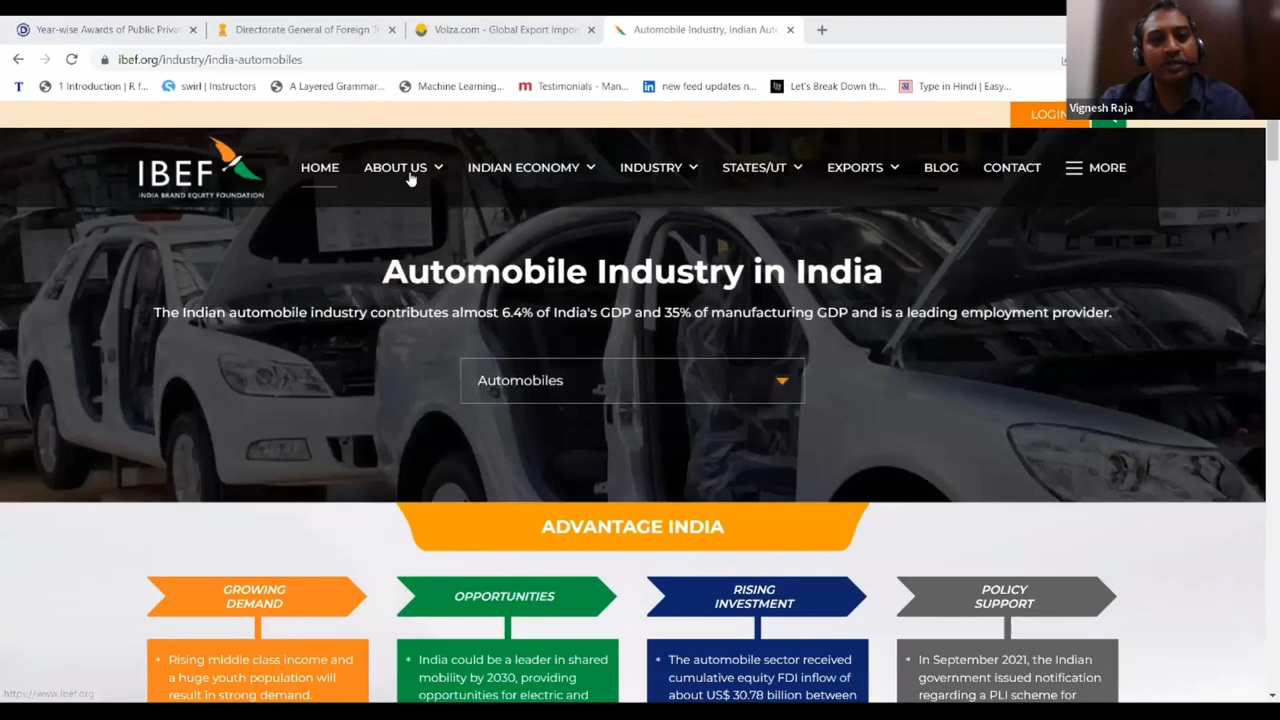 Year-wise Awards of Public Priva
Directorate General of Foreign T
Volza.com - Global Export Impor
Automobile Industry, Indian Aut
ibef.org/industry/india-automobiles
T
1 Introduction | R f...
swirl | Instructors
A Layered Grammar...
Machine Learning...
Testimonials - Man...
new feed updates n...
Let's Break Down th...
Type in Hindi | Easy...
Vignesh Raja
LOGIN
IBEF
INDIA BRAND EQUITY FOUNDATION
HOME
ABOUT US
INDIAN ECONOMY
INDUSTRY
STATES/UT
EXPORTS
BLOG
CONTACT
MORE
Automobile Industry in India
The Indian automobile industry contributes almost 6.4% of India's GDP and 35% of manufacturing GDP and is a leading employment provider.
Automobiles
ADVANTAGE INDIA
GROWING
DEMAND
OPPORTUNITIES
RISING
INVESTMENT
POLICY
SUPPORT
* Rising middle class income and
a huge youth population will
result in strong demand.
* India could be a leader in shared
mobility by 2030, providing
opportunities for electric and
* The automobile sector received
cumulative equity FDI inflow of
about US$ 30.78 billion between
* In September 2021, the Indian
government issued notification
regarding a PLI scheme for
https://www.ibef.org